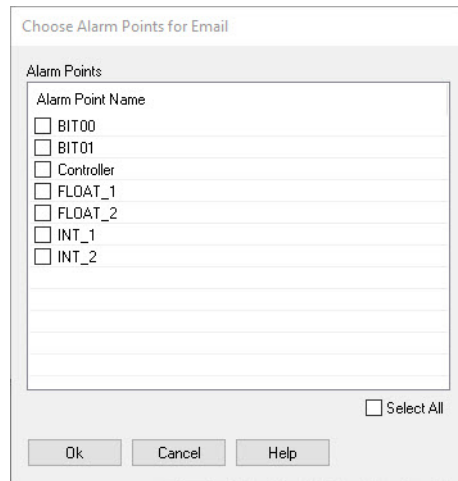 Choose Alarm Points for Email
Alarm Points
Alarm Point Name
BIT00
BIT01
Controller
FLOAT_1
FLOAT_2
INT_1
INT_2
Select All
Ok Cancel Help